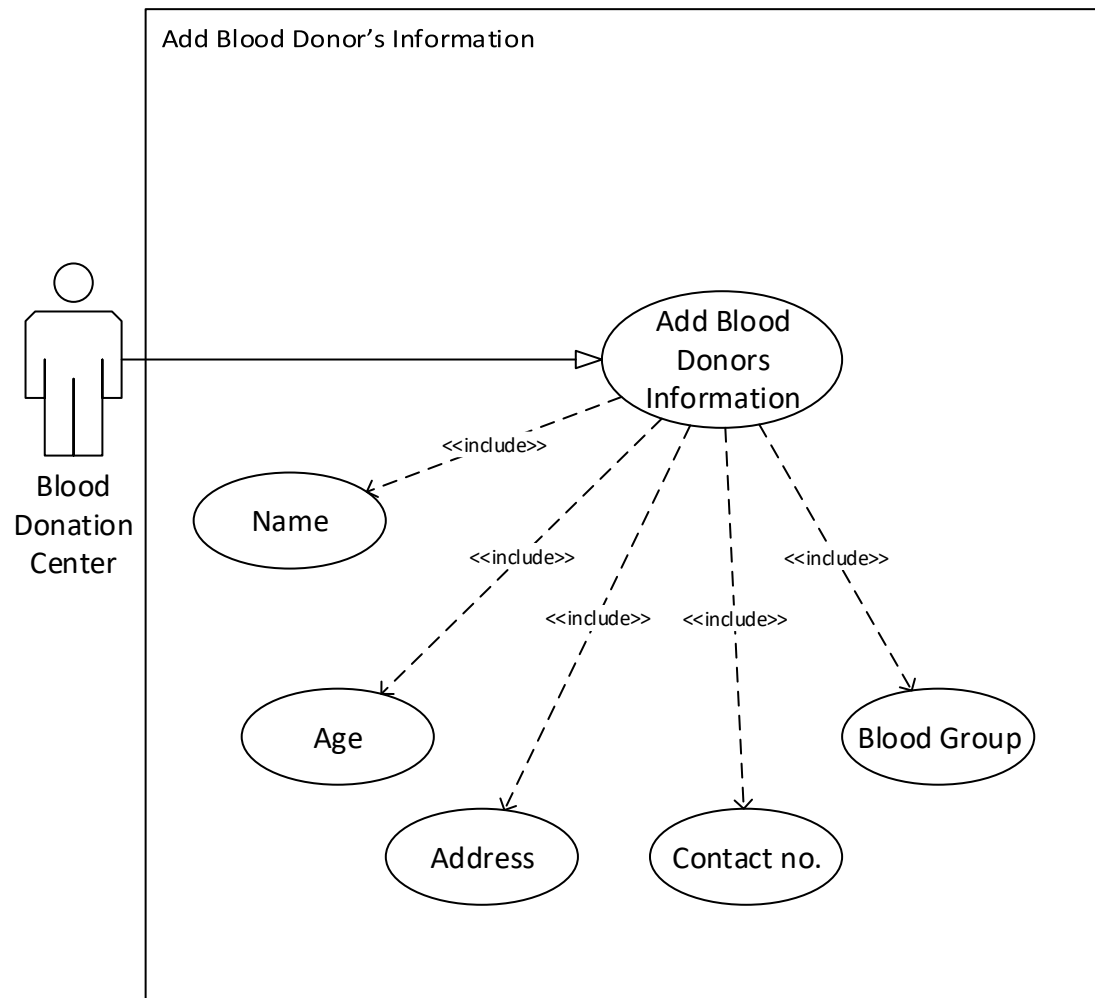 Add Blood Donor’s Information
Add Blood
Donors
Information
<<include>>
Blood
Donation
Center
Name
<<include>>
<<include>>
<<include>>
<<include>>
Age
Blood Group
Address
Contact no.